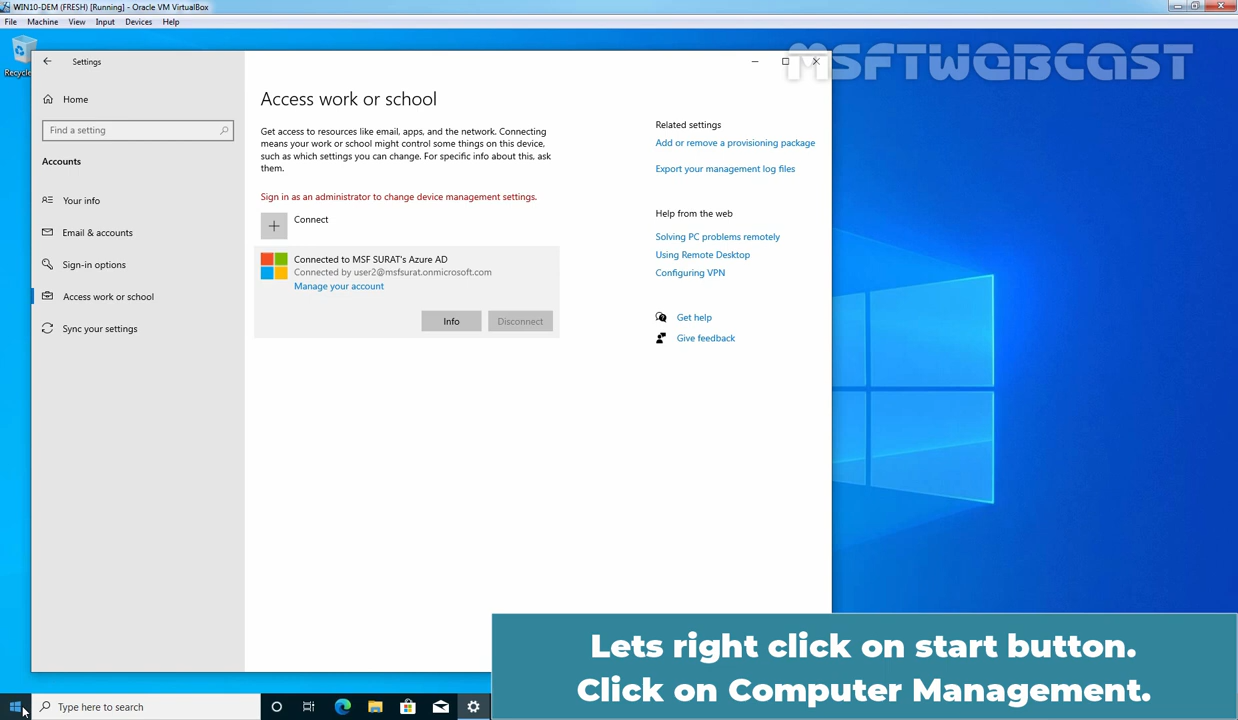 WIN10-DEM (FRESH) [Running] - Oracle VM VirtualBox
File Machine View Input Devices Help
MSFTWEBCAST
Settings
Home
Find a setting
Accounts
Your info
Email & accounts
Sign-in options
Access work or school
Sync your settings
Access work or school
Get access to resources like email, apps, and the network. Connecting
means your work or school might control some things on this device,
such as which settings you can change. For specific info about this, ask
them.
Sign in as an administrator to change device management settings.
Connect
Connected to MSF SURAT's Azure AD
Connected by user2@msfsurat.onmicrosoft.com
Manage your account
Info
Disconnect
Related settings
Add or remove a provisioning package
Export your management log files
Help from the web
Solving PC problems remotely
Using Remote Desktop
Configuring VPN
Get help
Give feedback
Lets right click on start button.
Click on Computer Management.
Type here to search